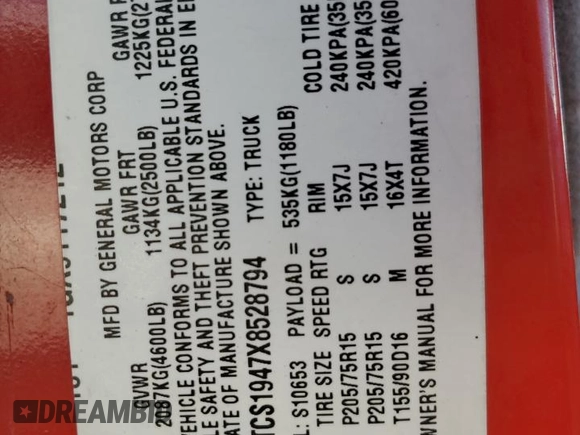 MFD BY GENERAL MOTORS CORP
GVWR GAWR FRT GAWR
2087KG(4600LB) 1134KG(2500LB) 1225KG(2
VEHICLE CONFORMS TO ALL APPLICABLE U.S. FEDERAL
LE SAFETY AND THEFT PREVENTION STANDARDS IN
ATE OF MANUFACTURE SHOWN ABOVE.
TCS1947X8528794 TYPE: TRUCK
L: S10653 PAYLOAD = 535KG(1180LB)
TIRE SIZE SPEED RTG RIM COLD TIRE
P205/75R15 S 15X7J 240KPA(35
P205/75R15 S 15X7J 240KPA(35
T155/90D16 M 16X4T 420KPA(60
WNER'S MANUAL FOR MORE INFORMATION.
DREAMBID.COM